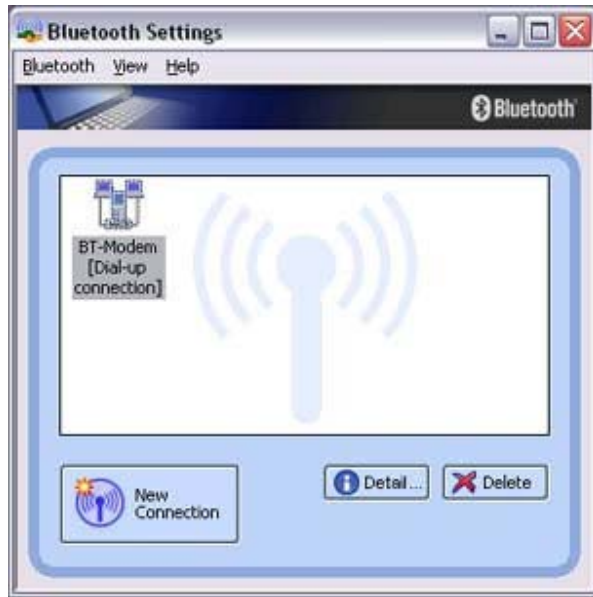 Bluetooth Settings
Bluetooth View Help
Bluetooth
BT-Modem
[Dial-up
connection]
New
Connection
Detail...
Delete